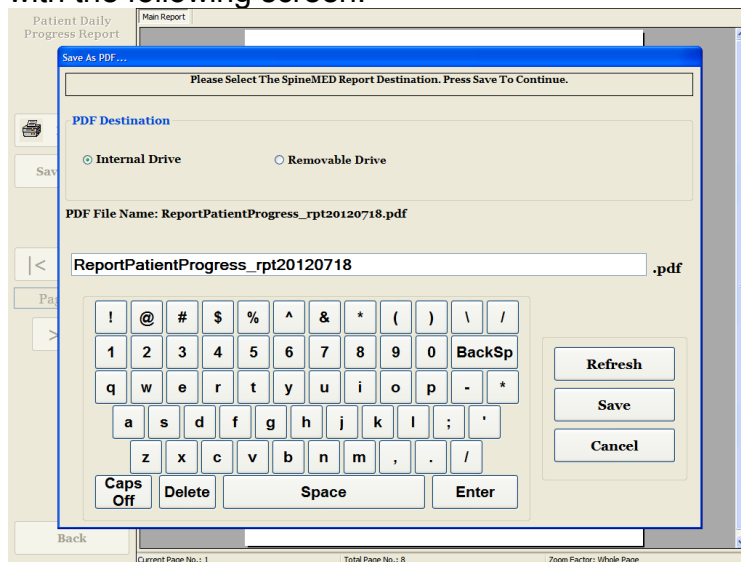 with the following screen.
Patient Daily
Progress Report
Main Report
Save As PDF...
Please Select The SpineMED Report Destination. Press Save To Continue.
PDF Destination
Internal Drive
Removable Drive
Sav
PDF File Name: ReportPatientProgress_rpt20120718.pdf
|<
ReportPatientProgress_rpt20120718
.pdf
Pag
>
! @ # $ % ^ & * ( ) \ /
1 2 3 4 5 6 7 8 9 0 BackSp
q w e r t y u i o p - *
a s d f g h j k l ; '
z x c v b n m , . /
Caps Off
Delete
Space
Enter
Refresh
Save
Cancel
Back
Current Page No.: 1
Total Page No.: 8
Zoom Factor: Whole Page